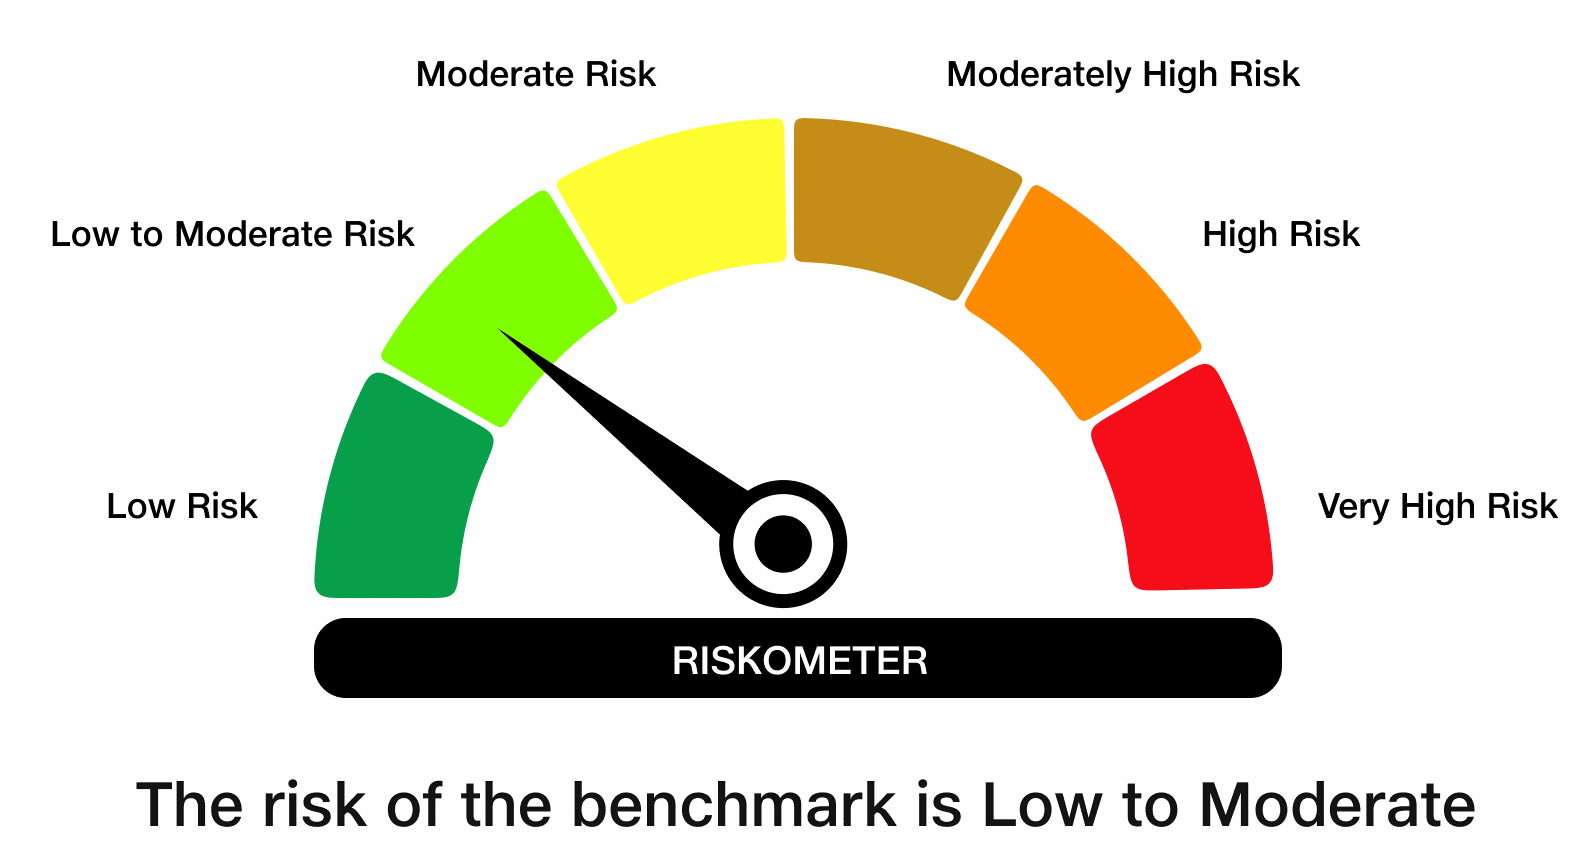 Moderate Risk
Moderately High Risk
Low to Moderate Risk
High Risk
Low Risk
Very High Risk
RISKOMETER
The risk of the benchmark is Low to Moderate